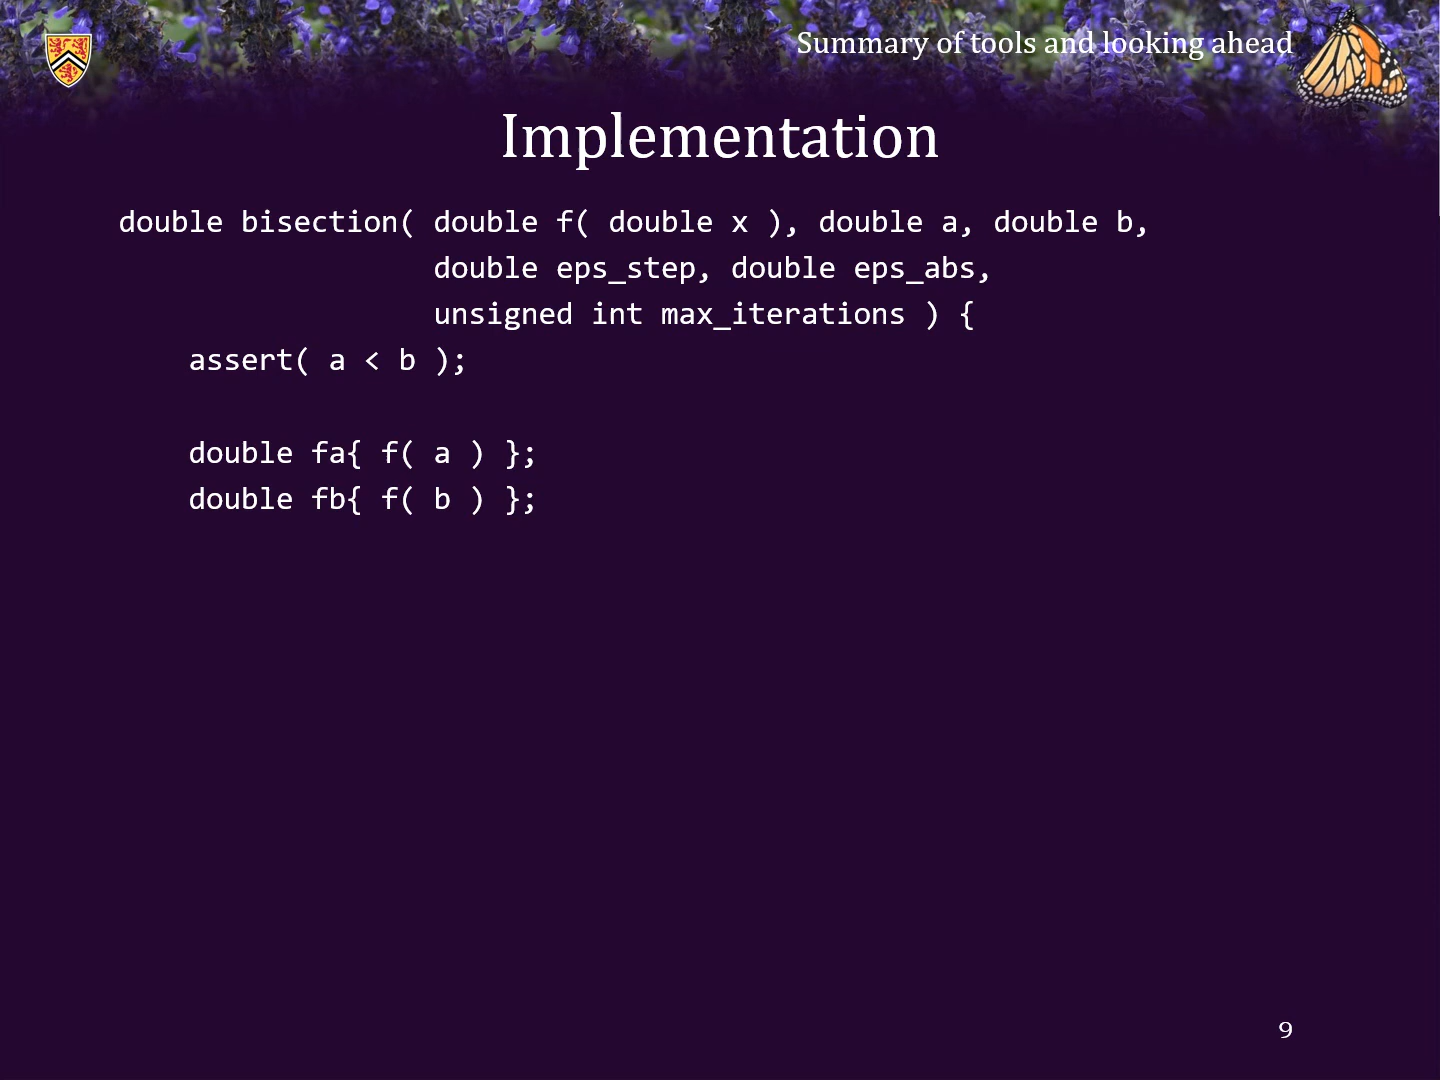 Summary of tools and looking ahead
Implementation
double bisection( double f( double x ), double a, double b,
                  double eps_step, double eps_abs,
                  unsigned int max_iterations ) {
    assert( a < b );

    double fa{ f( a ) };
    double fb{ f( b ) };
9